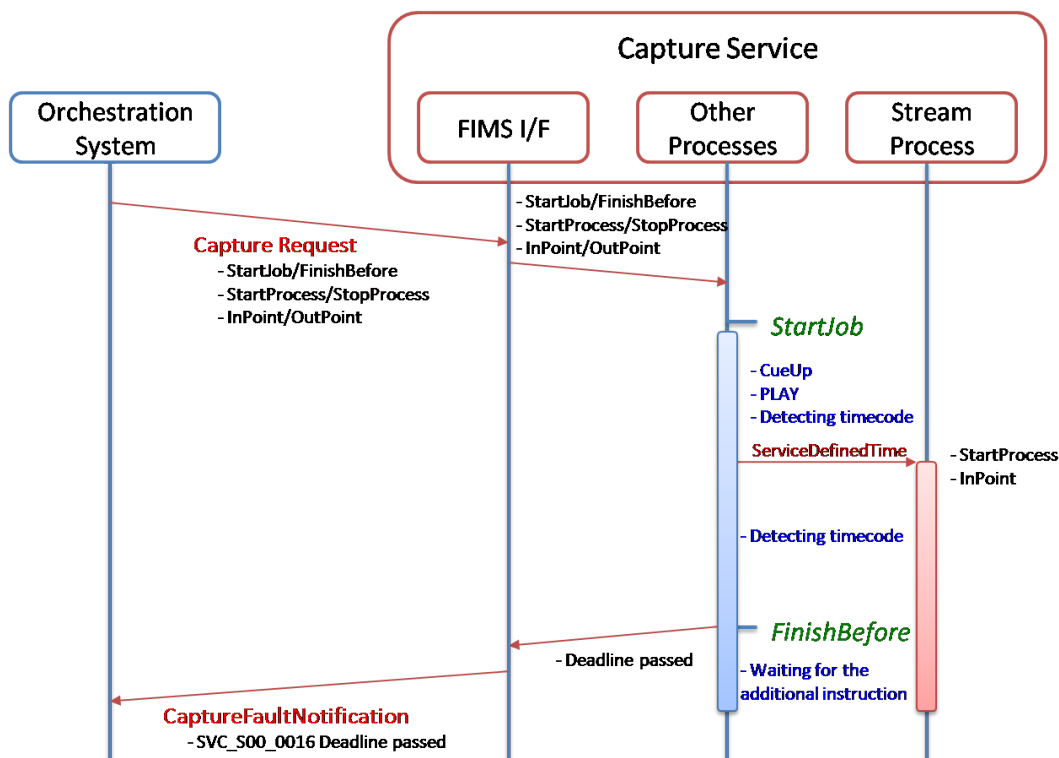 Capture Service
Orchestration
System
FIMS I/F
Other
Processes
Stream
Process
- StartJob/FinishBefore
- StartProcess/StopProcess
- InPoint/OutPoint
Capture Request
- StartJob/FinishBefore
- StartProcess/StopProcess
- InPoint/OutPoint
StartJob
- CueUp
- PLAY
- Detecting timecode
ServiceDefinedTime
- StartProcess
- InPoint
- Detecting timecode
FinishBefore
- Deadline passed
- Waiting for the
additional instruction
CaptureFaultNotification
- SVC_S00_0016 Deadline passed